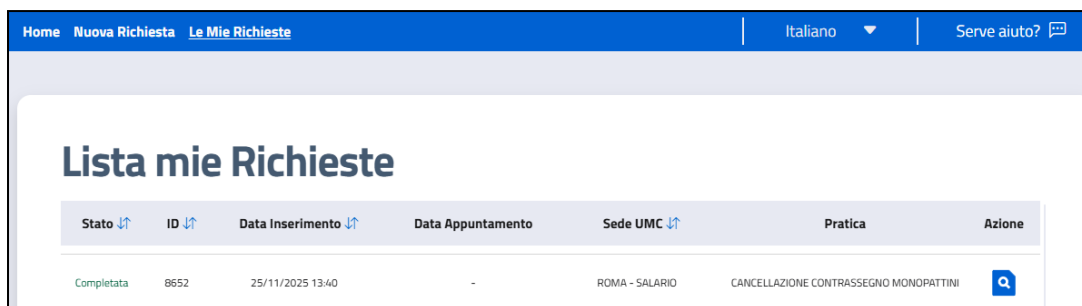 Home Nuova Richiesta Le Mie Richieste Italiano Serve aiuto?
Lista mie Richieste
Stato ID Data Inserimento Data Appuntamento Sede UMC Pratica Azione
Completata 8652 25/11/2025 13:40 - ROMA - SALARIO CANCELLAZIONE CONTRASSEGNO MONOPATTINI